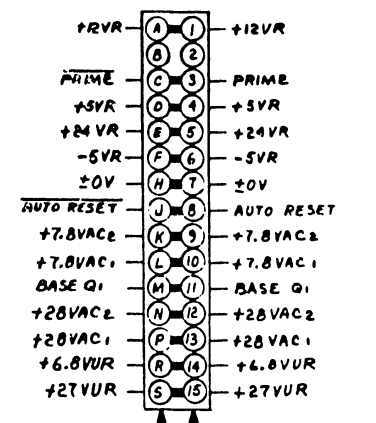 +12VR A 1 +12VR
B 2
PRIME C 3 PRIME
+5VR D 4 +5VR
+24VR E 5 +24VR
-5VR F 6 -5VR
±0V H 7 ±0V
AUTO RESET J 8 AUTO RESET
+7.8VAC2 K 9 +7.8VAC2
+7.8VAC1 L 10 +7.8VAC1
BASE Q1 M 11 BASE Q1
+28VAC2 N 12 +28VAC2
+28VAC1 P 13 +28VAC1
+6.8VUR R 14 +6.8VUR
+27VUR S 15 +27VUR